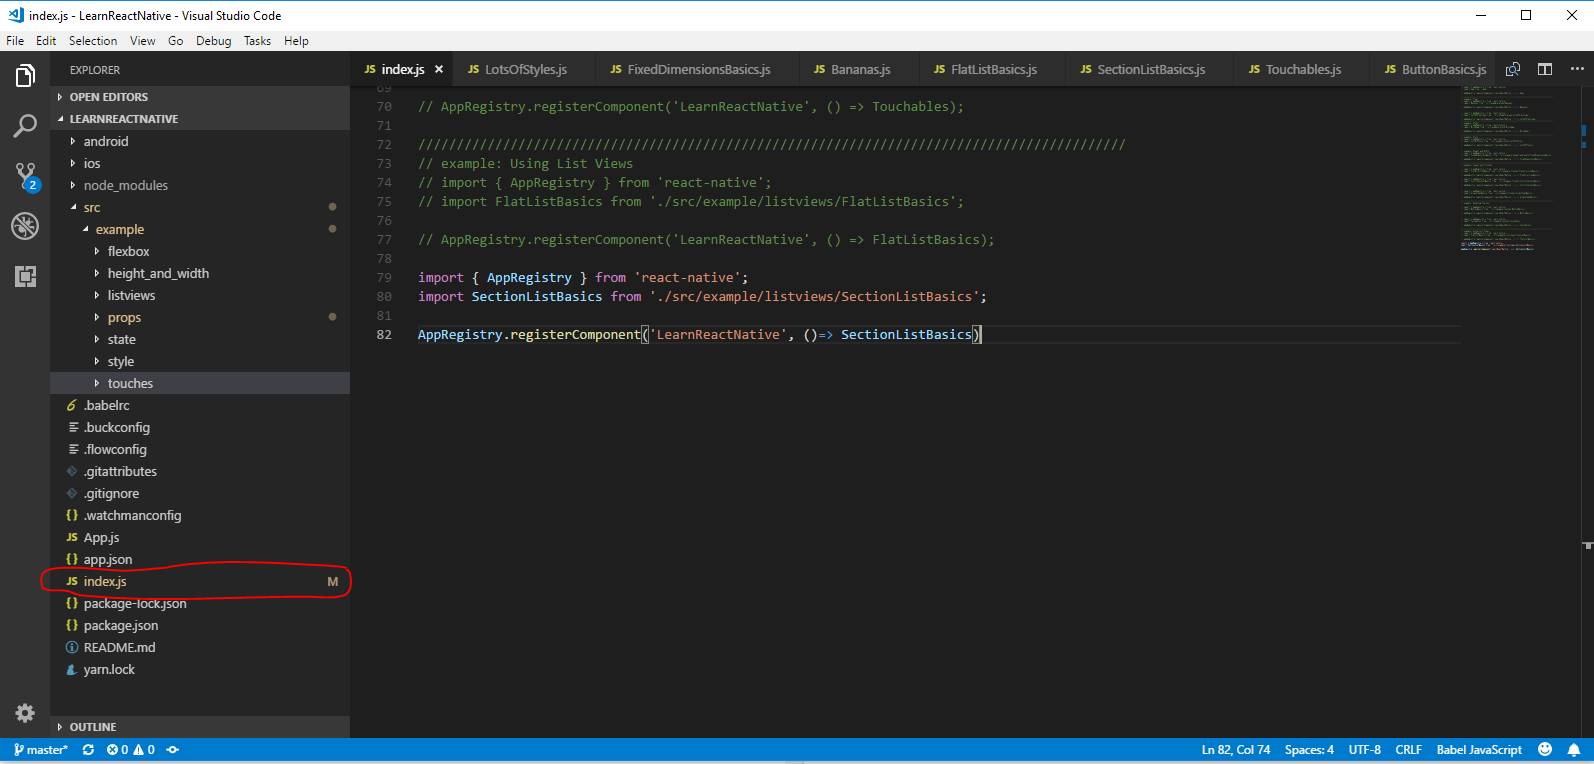 index.js - LearnReactNative - Visual Studio Code
File Edit Selection View Go Debug Tasks Help
EXPLORER
OPEN EDITORS
LEARNREACTNATIVE
android
ios
node_modules
src
example
flexbox
height_and_width
listviews
props
state
style
touches
.babelrc
.buckconfig
.flowconfig
.gitattributes
.gitignore
.watchmanconfig
JS App.js
app.json
JS index.js M
package-lock.json
package.json
README.md
yarn.lock
OUTLINE
2
JS index.js JS LotsOfStyles.js JS FixedDimensionsBasics.js JS Bananas.js JS FlatListBasics.js JS SectionListBasics.js JS Touchables.js JS ButtonBasics.js
69
70 // AppRegistry.registerComponent('LearnReactNative', () => Touchables);
71
72 ////////////////////////////////////////////////////////////////////////////////////////////
73 // example: Using List Views
74 // import { AppRegistry } from 'react-native';
75 // import FlatListBasics from './src/example/listviews/FlatListBasics';
76
77 // AppRegistry.registerComponent('LearnReactNative', () => FlatListBasics);
78
79 import { AppRegistry } from 'react-native';
80 import SectionListBasics from './src/example/listviews/SectionListBasics';
81
82 AppRegistry.registerComponent('LearnReactNative', ()=> SectionListBasics)
master* 0 0 Ln 82, Col 74 Spaces: 4 UTF-8 CRLF Babel JavaScript